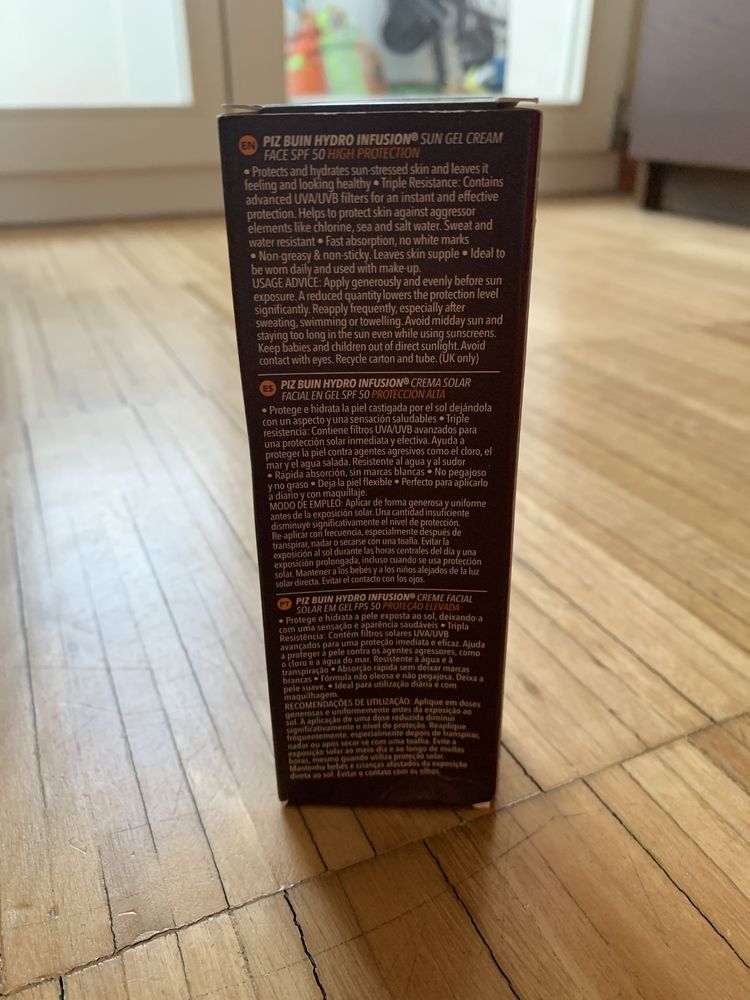 EN PIZ BUIN HYDRO INFUSION® SUN GEL CREAM
FACE SPF 50 HIGH PROTECTION
• Protects and hydrates sun-stressed skin and leaves it
feeling and looking healthy • Triple Resistance: Contains
advanced UVA/UVB filters for an instant and effective
protection. Helps to protect skin against aggressor
elements like chlorine, sea and salt water. Sweat and
water resistant • Fast absorption, no white marks
• Non-greasy & non-sticky. Leaves skin supple • Ideal to
be worn daily and used with make-up.
USAGE ADVICE: Apply generously and evenly before sun
exposure. A reduced quantity lowers the protection level
significantly. Reapply frequently, especially after
sweating, swimming or towelling. Avoid midday sun and
staying too long in the sun even while using sunscreens.
Keep babies and children out of direct sunlight. Avoid
contact with eyes. Recycle carton and tube. (UK only)
ES PIZ BUIN HYDRO INFUSION® CREMA SOLAR
FACIAL EN GEL SPF 50 PROTECCIÓN ALTA
• Protege e hidrata la piel castigada por el sol dejándola
con un aspecto y una sensación saludables • Triple
resistencia: Contiene filtros UVA/UVB avanzados para
una protección solar inmediata y efectiva. Ayuda a
proteger la piel contra agentes agresivos como el cloro, el
mar y el agua salada. Resistente al agua y al sudor
• Rápida absorción, sin marcas blancas • No pegajoso
y no graso • Deja la piel flexible • Perfecto para aplicarlo
a diario y con maquillaje.
MODO DE EMPLEO: Aplicar de forma generosa y uniforme
antes de la exposición solar. Una cantidad insuficiente
disminuye significativamente el nivel de protección.
Re-aplicar con frecuencia, especialmente después de
transpirar, nadar o secarse con una toalla. Evitar la
exposición al sol durante las horas centrales del día y una
exposición prolongada, incluso cuando se usa protección
solar. Mantener a los bebés y a los niños alejados de la luz
solar directa. Evitar el contacto con los ojos.
PT PIZ BUIN HYDRO INFUSION® CREME FACIAL
SOLAR EM GEL FPS 50 PROTEÇÃO ELEVADA
• Protege e hidrata a pele exposta ao sol, deixando-a
com uma sensação e aparência saudáveis • Tripla
Resistência: Contém filtros solares UVA/UVB
avançados para uma proteção imediata e eficaz. Ajuda
a proteger a pele contra os agentes agressores, como
o cloro e a água do mar. Resistente à água e à
transpiração • Absorção rápida sem deixar marcas
brancas • Fórmula não oleosa e não pegajosa. Deixa a
pele suave. • Ideal para utilização diária e com
maquilhagem.
RECOMENDAÇÕES DE UTILIZAÇÃO: Aplique em doses
generosas e uniformemente antes da exposição ao
sol. A aplicação de uma dose reduzida diminui
significativamente o nível de proteção. Reaplique
frequentemente, especialmente depois de transpirar,
nadar ou após secar-se com uma toalha. Evite a
exposição solar ao meio dia e ao longo de muitas
horas, mesmo quando utiliza proteção solar.
Mantenha bebés e crianças afastados da exposição
direta ao sol. Evitar o contato com os olhos.